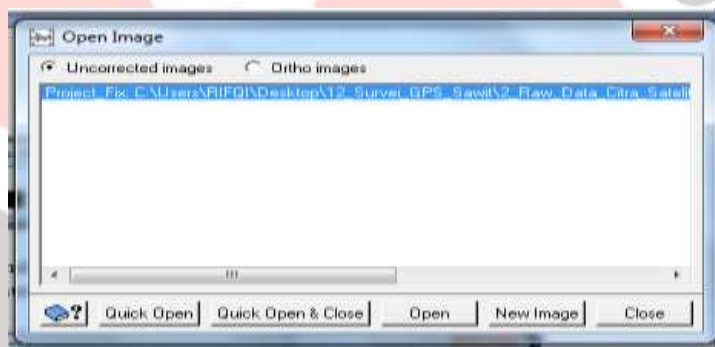 Open Image
Uncorrected images Ortho images
Project_Fix: C:\Users\RIFQI\Desktop\12_Survei_GPS_Sawit\2_Raw_Data_Citra_Satelit
? Quick Open Quick Open & Close Open New Image Close